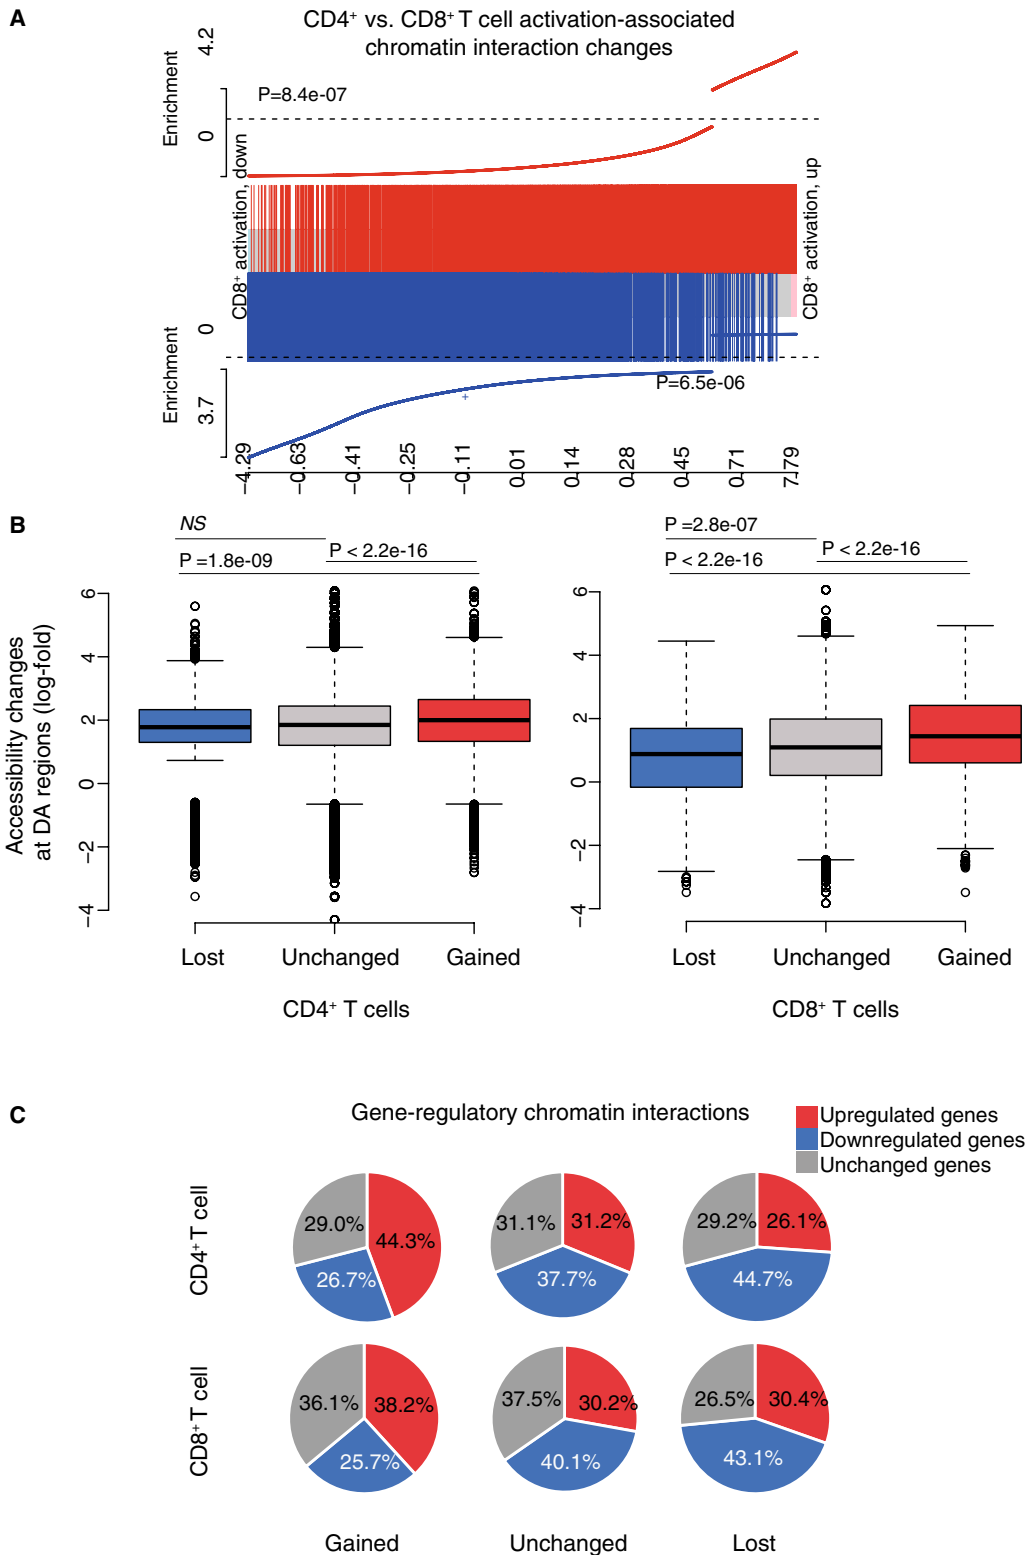 A
CD4+ vs. CD8+ T cell activation-associated
chromatin interaction changes
Enrichment
0
4.2
P=8.4e-07
CD8+ activation, down
CD8+ activation, up
Enrichment
3.7
0
P=6.5e-06
+
−4.29
−0.63
−0.41
−0.25
−0.11
0.01
0.14
0.28
0.45
0.71
7.79
B
NS
P < 2.2e-16
P =1.8e-09
P =2.8e-07
P < 2.2e-16
P < 2.2e-16
Accessibility changes
at DA regions (log-fold)
6
4
2
0
−2
−4
6
4
2
0
−2
−4
Lost
Unchanged
Gained
Lost
Unchanged
Gained
CD4+ T cells
CD8+ T cells
C
Gene-regulatory chromatin interactions
Upregulated genes
Downregulated genes
Unchanged genes
CD4+ T cell
29.0%
44.3%
26.7%
31.1%
31.2%
37.7%
29.2%
26.1%
44.7%
CD8+ T cell
36.1%
38.2%
25.7%
37.5%
30.2%
40.1%
26.5%
30.4%
43.1%
Gained
Unchanged
Lost